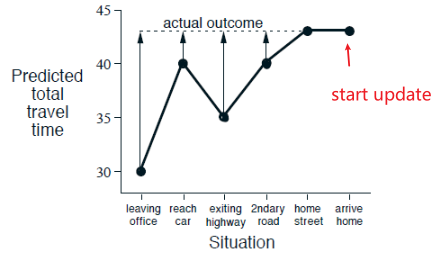 45
actual outcome
40
Predicted
total
travel
time
start update
35
30
leaving office
reach car
exiting highway
2ndary road
home street
arrive home
Situation